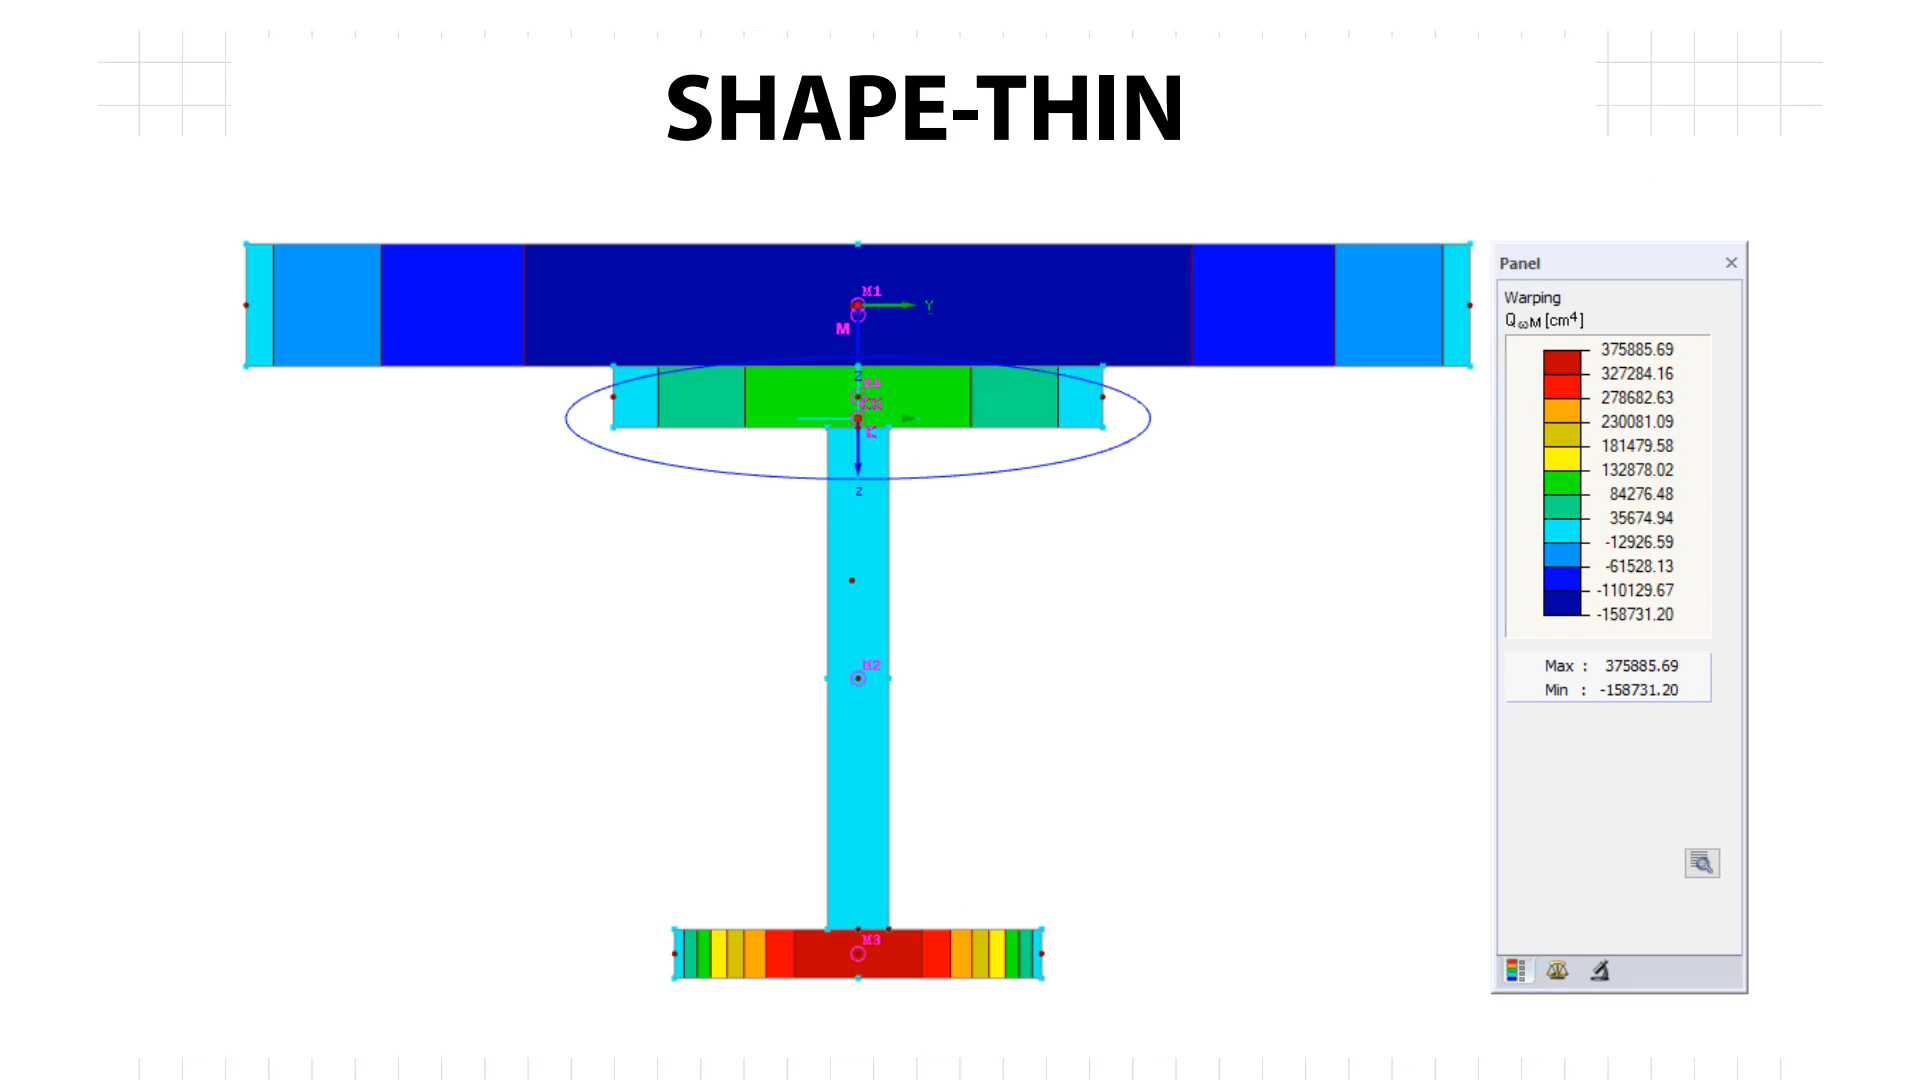 SHAPE-THIN
Panel
Warping
QωM [cm4]
375885.69
327284.16
278682.63
230081.09
181479.58
132878.02
84276.48
35674.94
-12926.59
-61528.13
-110129.67
-158731.20
Max : 375885.69
Min : -158731.20
M1
Y
M
Z
M4
z
M2
M3